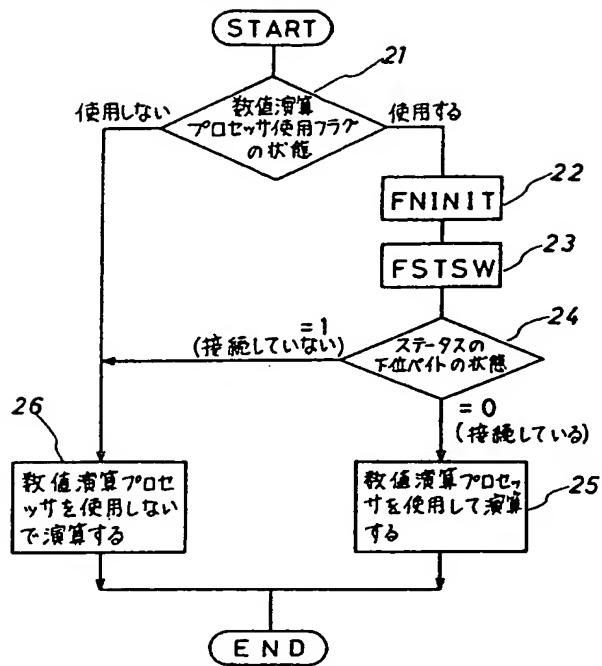 START
21
数値演算
プロセッサ使用フラグ
の状態
使用しない
使用する
22
FNINIT
23
FSTSW
24
ステータスの
下位バイトの状態
=1
(接続していない)
=0
(接続している)
26
数値演算プロセ
ッサを使用しない
で演算する
25
数値演算プロセ
ッサを使用して演算
する
END